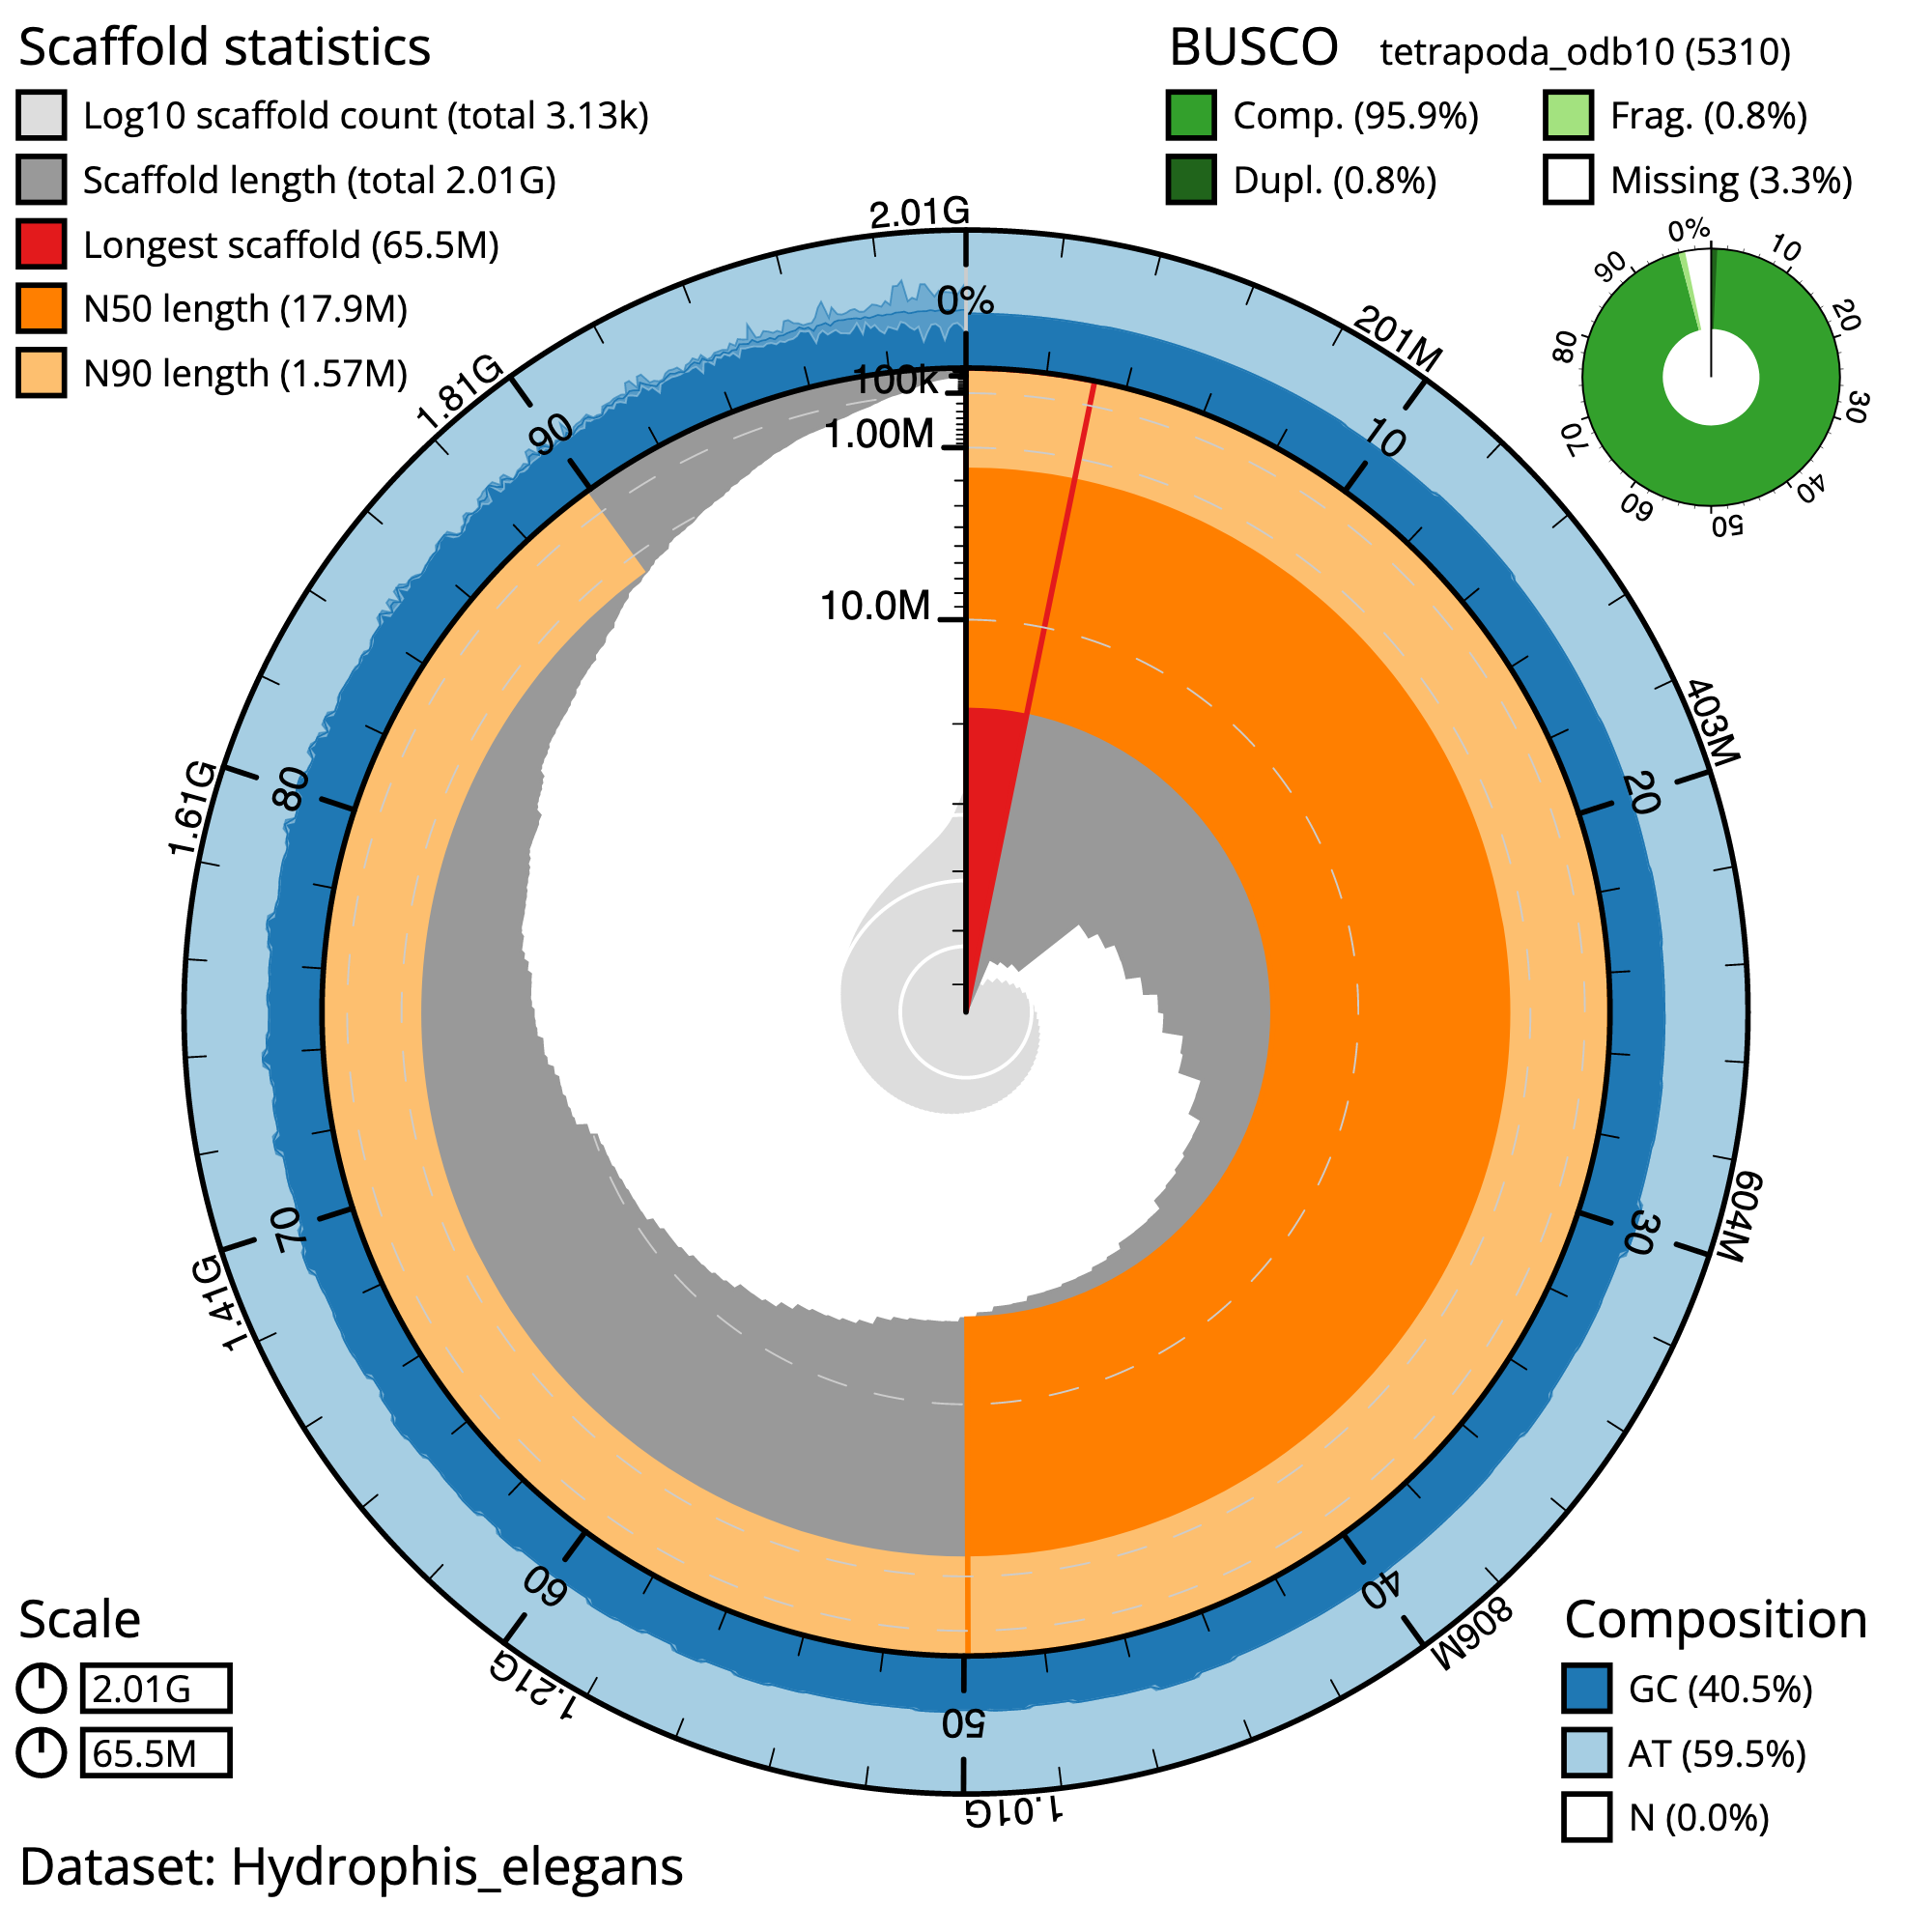 Scaffold statistics
Log10 scaffold count (total 3.13k)
Scaffold length (total 2.01G)
Longest scaffold (65.5M)
N50 length (17.9M)
N90 length (1.57M)
BUSCO tetrapoda_odb10 (5310)
Comp. (95.9%) Frag. (0.8%)
Dupl. (0.8%) Missing (3.3%)
0%
10
20
30
40
50
60
70
80
90
2.01G
201M
403M
604M
806M
1.01G
1.21G
1.41G
1.61G
1.81G
0%
10
20
30
40
50
60
70
80
90
100k
1.00M
10.0M
Scale
2.01G
65.5M
Composition
GC (40.5%)
AT (59.5%)
N (0.0%)
Dataset: Hydrophis_elegans